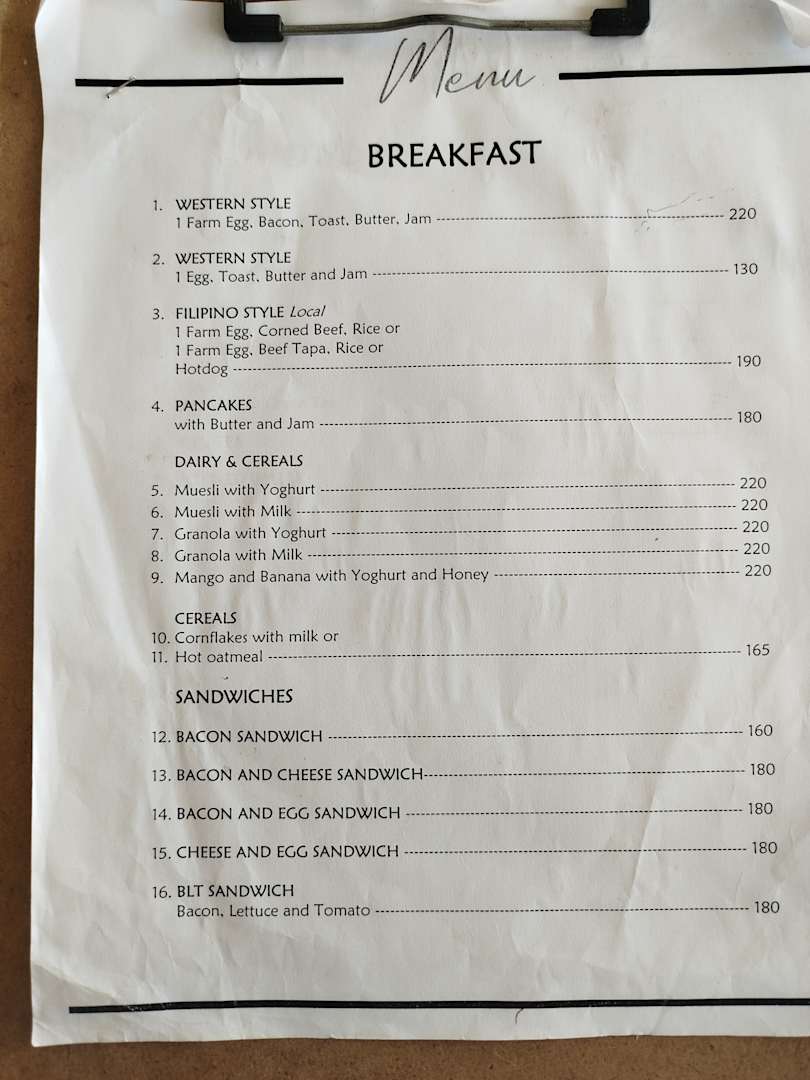 Menu
BREAKFAST
1. WESTERN STYLE
1 Farm Egg, Bacon, Toast, Butter, Jam 220
2. WESTERN STYLE
1 Egg, Toast, Butter and Jam 130
3. FILIPINO STYLE Local
1 Farm Egg, Corned Beef, Rice or
1 Farm Egg, Beef Tapa, Rice or
Hotdog 190
4. PANCAKES
with Butter and Jam 180
DAIRY & CEREALS
5. Muesli with Yoghurt 220
6. Muesli with Milk 220
7. Granola with Yoghurt 220
8. Granola with Milk 220
9. Mango and Banana with Yoghurt and Honey 220
CEREALS
10. Cornflakes with milk or
11. Hot oatmeal 165
SANDWICHES
12. BACON SANDWICH 160
13. BACON AND CHEESE SANDWICH 180
14. BACON AND EGG SANDWICH 180
15. CHEESE AND EGG SANDWICH 180
16. BLT SANDWICH
Bacon, Lettuce and Tomato 180